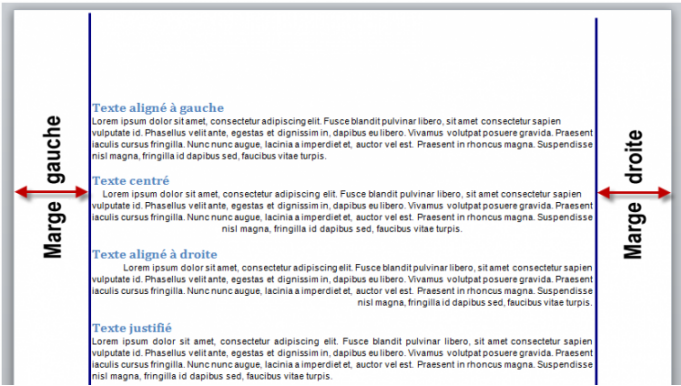 Texte aligné à gauche
Lorem ipsum dolor sit amet, consectetur adipiscing elit. Fusce blandit pulvinar libero, sit amet consectetur sapien
vulputate id. Phasellus velit ante, egestas et dignissim in, dapibus eu libero. Vivamus volutpat posuere gravida. Praesent
iaculis cursus fringilla. Nunc nunc augue, lacinia a imperdiet et, auctor vel est. Praesent in rhoncus magna. Suspendisse
nisl magna, fringilla id dapibus sed, faucibus vitae turpis.
Marge gauche
Marge droite
Texte centré
Lorem ipsum dolor sit amet, consectetur adipiscing elit. Fusce blandit pulvinar libero, sit amet consectetur sapien
vulputate id. Phasellus velit ante, egestas et dignissim in, dapibus eu libero. Vivamus volutpat posuere gravida. Praesent
iaculis cursus fringilla. Nunc nunc augue, lacinia a imperdiet et, auctor vel est. Praesent in rhoncus magna. Suspendisse
nisl magna, fringilla id dapibus sed, faucibus vitae turpis.
Texte aligné à droite
Lorem ipsum dolor sit amet, consectetur adipiscing elit. Fusce blandit pulvinar libero, sit amet consectetur sapien
vulputate id. Phasellus velit ante, egestas et dignissim in, dapibus eu libero. Vivamus volutpat posuere gravida. Praesent
iaculis cursus fringilla. Nunc nunc augue, lacinia a imperdiet et, auctor vel est. Praesent in rhoncus magna. Suspendisse
nisl magna, fringilla id dapibus sed, faucibus vitae turpis.
Texte justifié
Lorem ipsum dolor sit amet, consectetur adipiscing elit. Fusce blandit pulvinar libero, sit amet consectetur sapien
vulputate id. Phasellus velit ante, egestas et dignissim in, dapibus eu libero. Vivamus volutpat posuere gravida. Praesent
iaculis cursus fringilla. Nunc nunc augue, lacinia a imperdiet et, auctor vel est. Praesent in rhoncus magna. Suspendisse
nisl magna, fringilla id dapibus sed, faucibus vitae turpis.